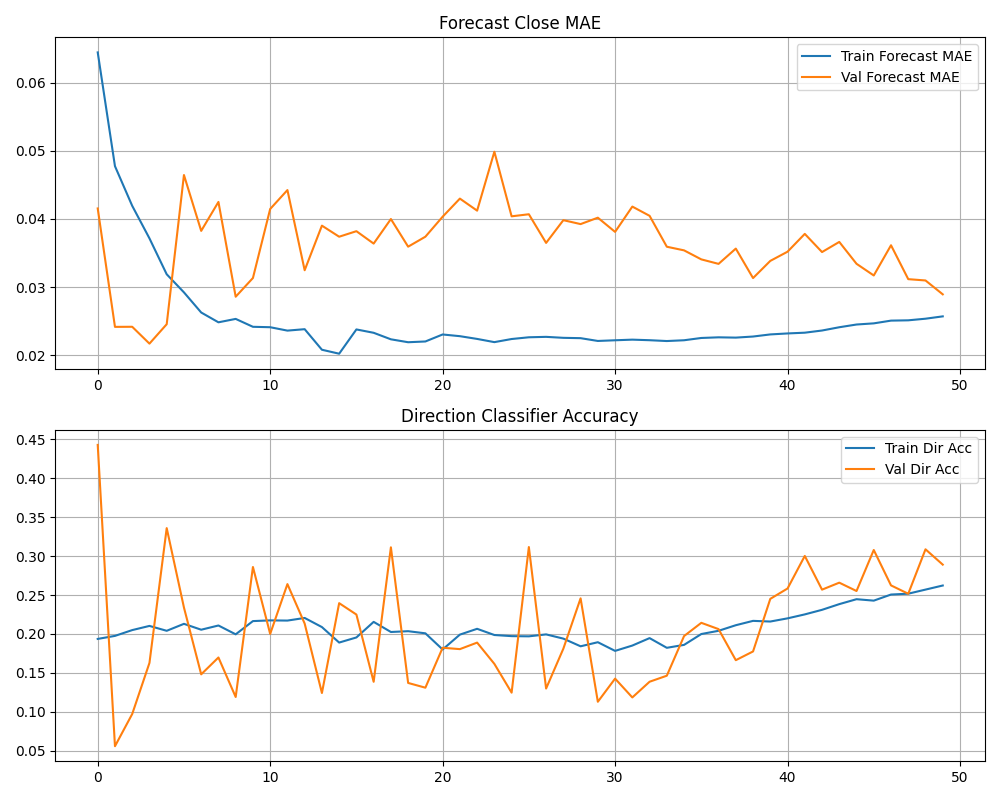 Forecast Close MAE
Train Forecast MAE
Val Forecast MAE
0.06
0.05
0.04
0.03
0.02
0 10 20 30 40 50
Direction Classifier Accuracy
Train Dir Acc
Val Dir Acc
0.45
0.40
0.35
0.30
0.25
0.20
0.15
0.10
0.05
0 10 20 30 40 50